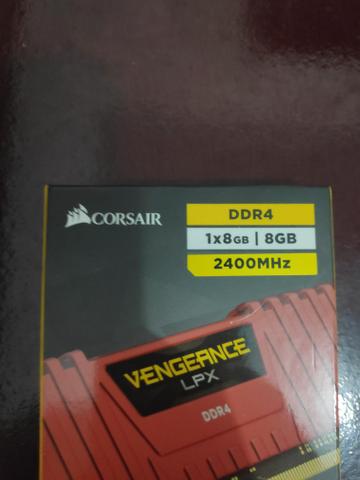 CORSAIR
DDR4
1x8GB | 8GB
2400MHz
VENGEANCE
LPX
DDR4